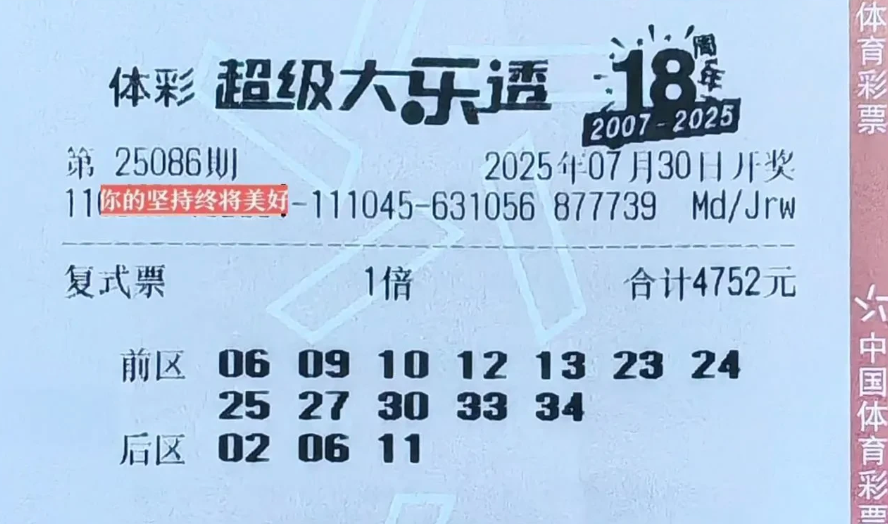 体彩 超级大乐透 18周年
2007-2025
第 25086期 2025年07月30日开奖
你的坚持终将美好
-111045-631056 877739 Md/Jrw
复式票 1倍 合计4752元
前区 06 09 10 12 13 23 24
25 27 30 33 34
后区 02 06 11
体育彩票
中国体育彩票